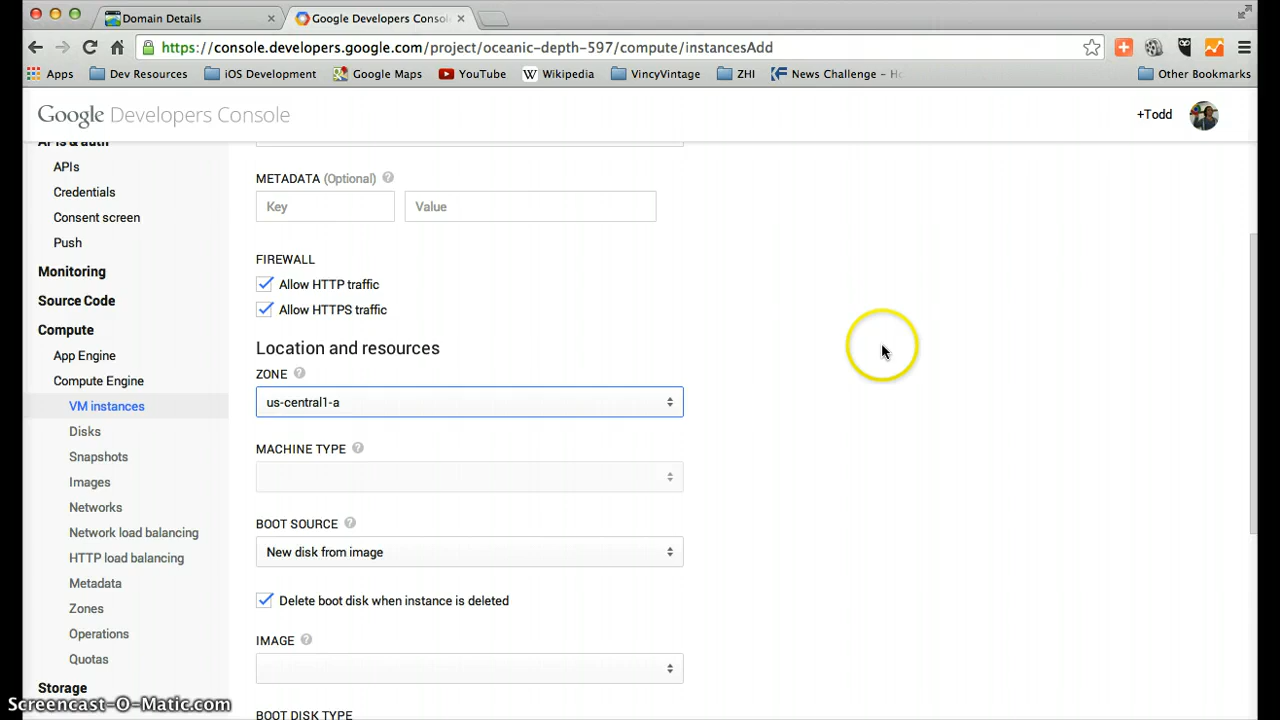 Domain Details
Google Developers Conso
https://console.developers.google.com/project/oceanic-depth-597/compute/instancesAdd
Apps Dev Resources iOS Development Google Maps YouTube Wikipedia VincyVintage ZHI News Challenge - Ho Other Bookmarks
Google Developers Console
+Todd
APIs & auth
APIs
Credentials
Consent screen
Push
Monitoring
Source Code
Compute
App Engine
Compute Engine
VM instances
Disks
Snapshots
Images
Networks
Network load balancing
HTTP load balancing
Metadata
Zones
Operations
Quotas
Storage
METADATA (Optional)
Key Value
FIREWALL
Allow HTTP traffic
Allow HTTPS traffic
Location and resources
ZONE
us-central1-a
MACHINE TYPE
BOOT SOURCE
New disk from image
Delete boot disk when instance is deleted
IMAGE
BOOT DISK TYPE
Screencast-O-Matic.com